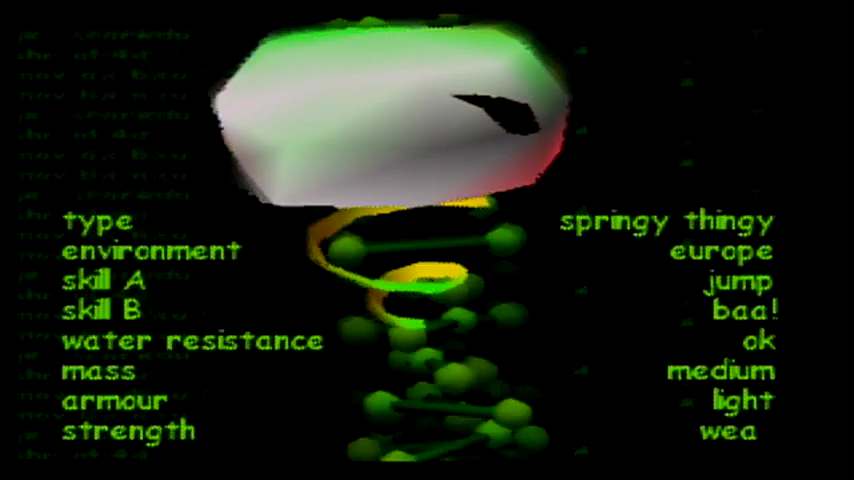 type springy thingy
environment europe
skill A jump
skill B baa!
water resistance ok
mass medium
armour light
strength wea